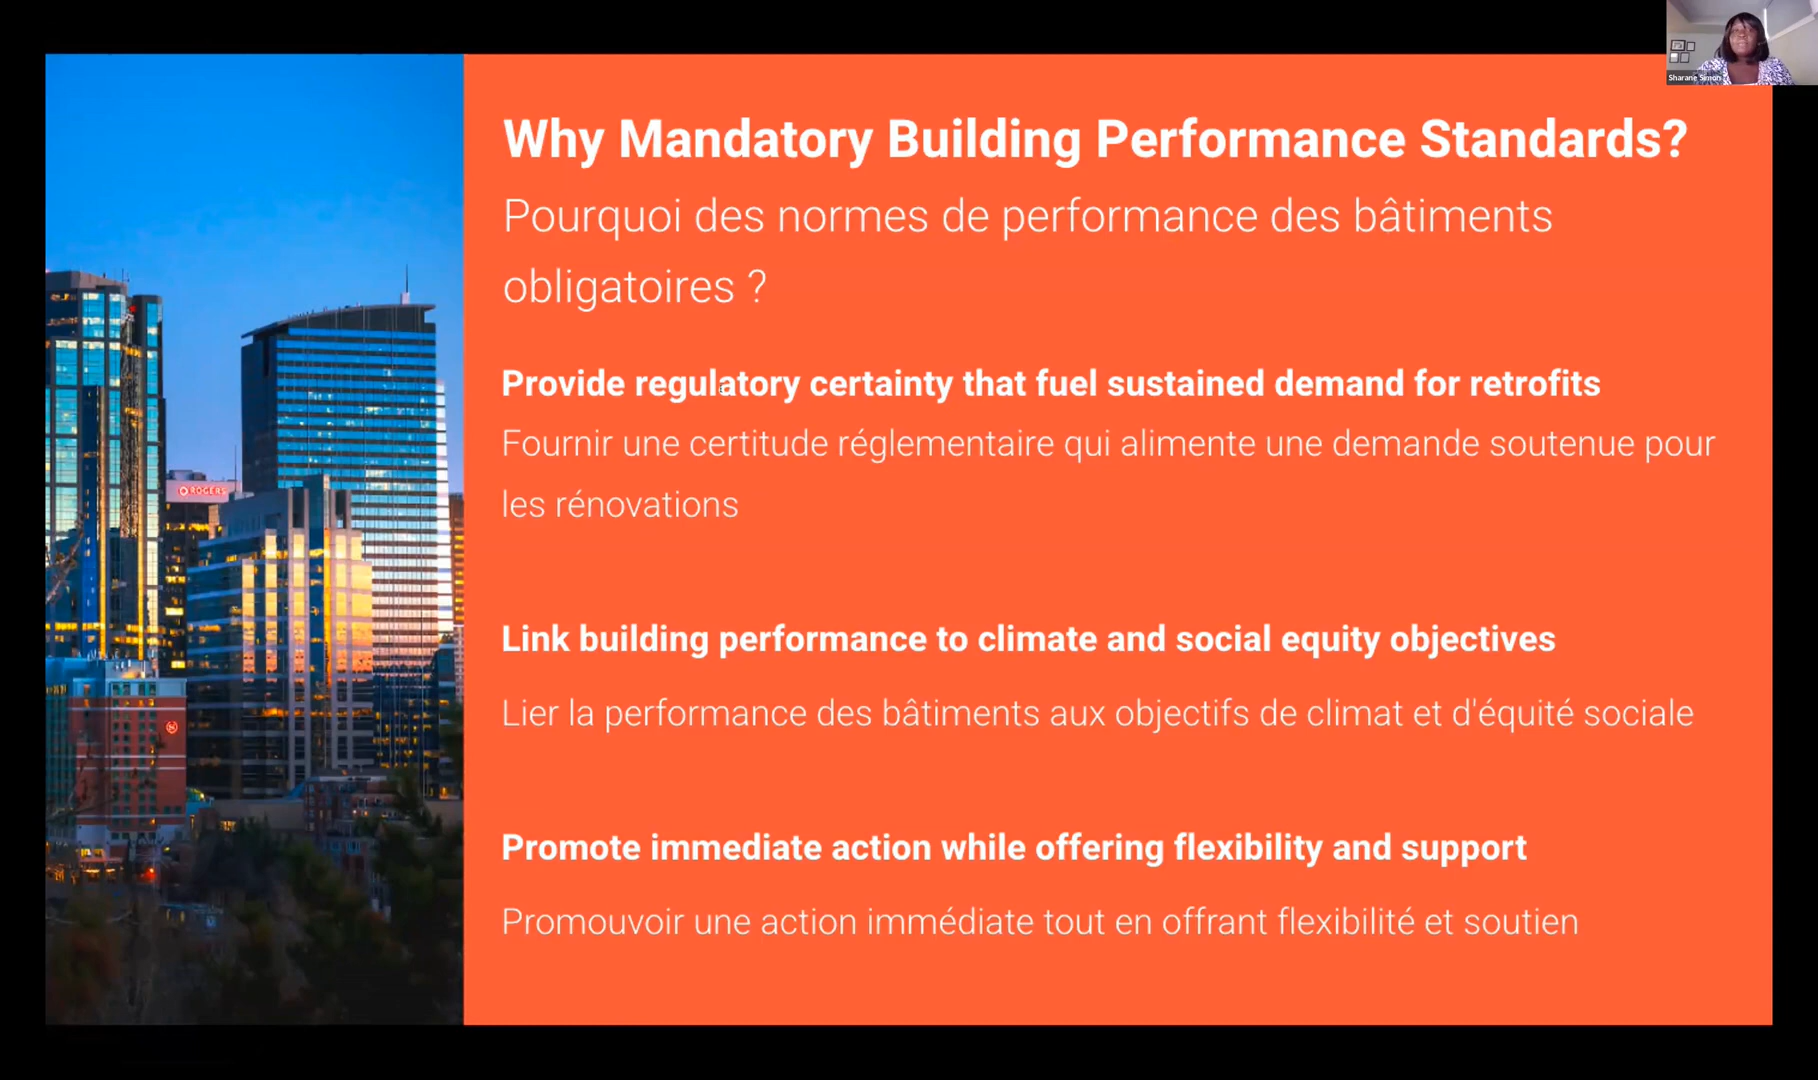 Sharane Simon
Why Mandatory Building Performance Standards?
Pourquoi des normes de performance des bâtiments
obligatoires ?
Provide regulatory certainty that fuel sustained demand for retrofits
Fournir une certitude réglementaire qui alimente une demande soutenue pour
les rénovations
ROGERS
Link building performance to climate and social equity objectives
Lier la performance des bâtiments aux objectifs de climat et d'équité sociale
Promote immediate action while offering flexibility and support
Promouvoir une action immédiate tout en offrant flexibilité et soutien